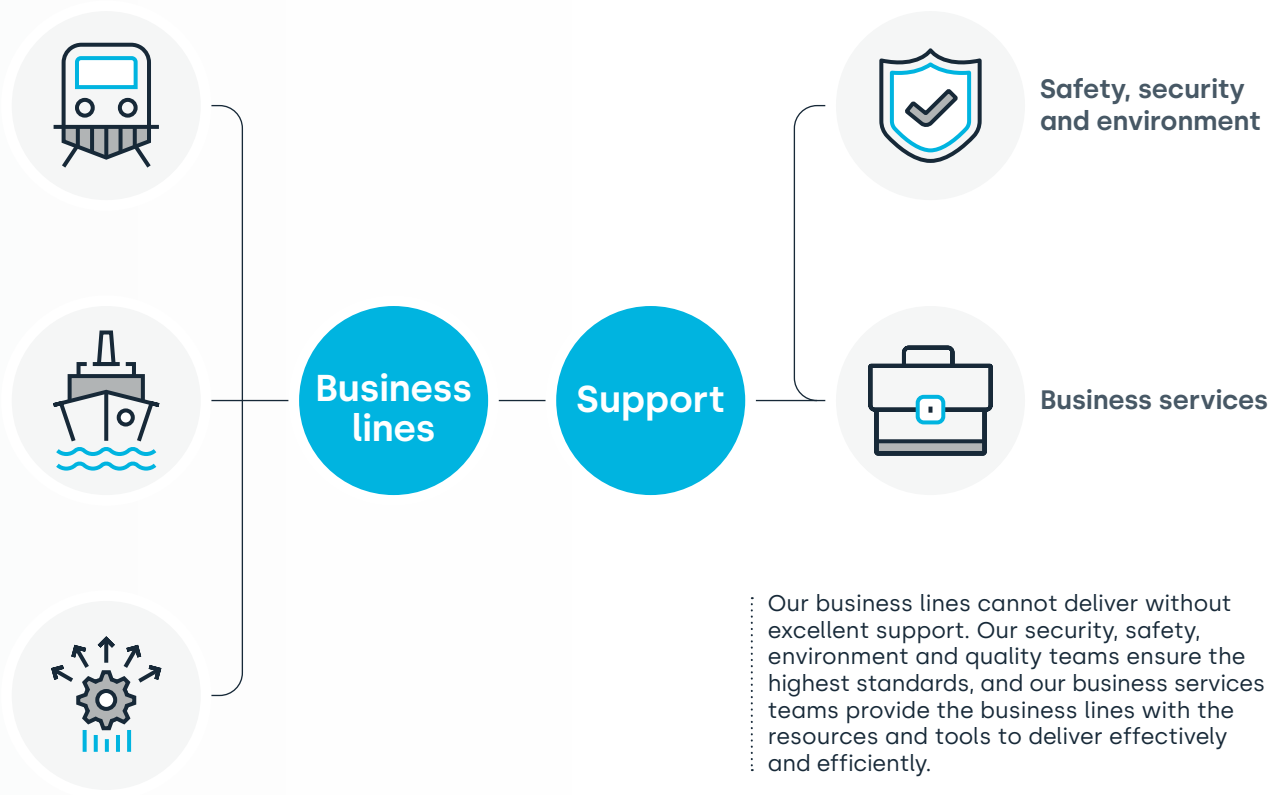 Business
lines
Support
Safety, security
and environment
Business services
Our business lines cannot deliver without
excellent support. Our security, safety,
environment and quality teams ensure the
highest standards, and our business services
teams provide the business lines with the
resources and tools to deliver effectively
and efficiently.